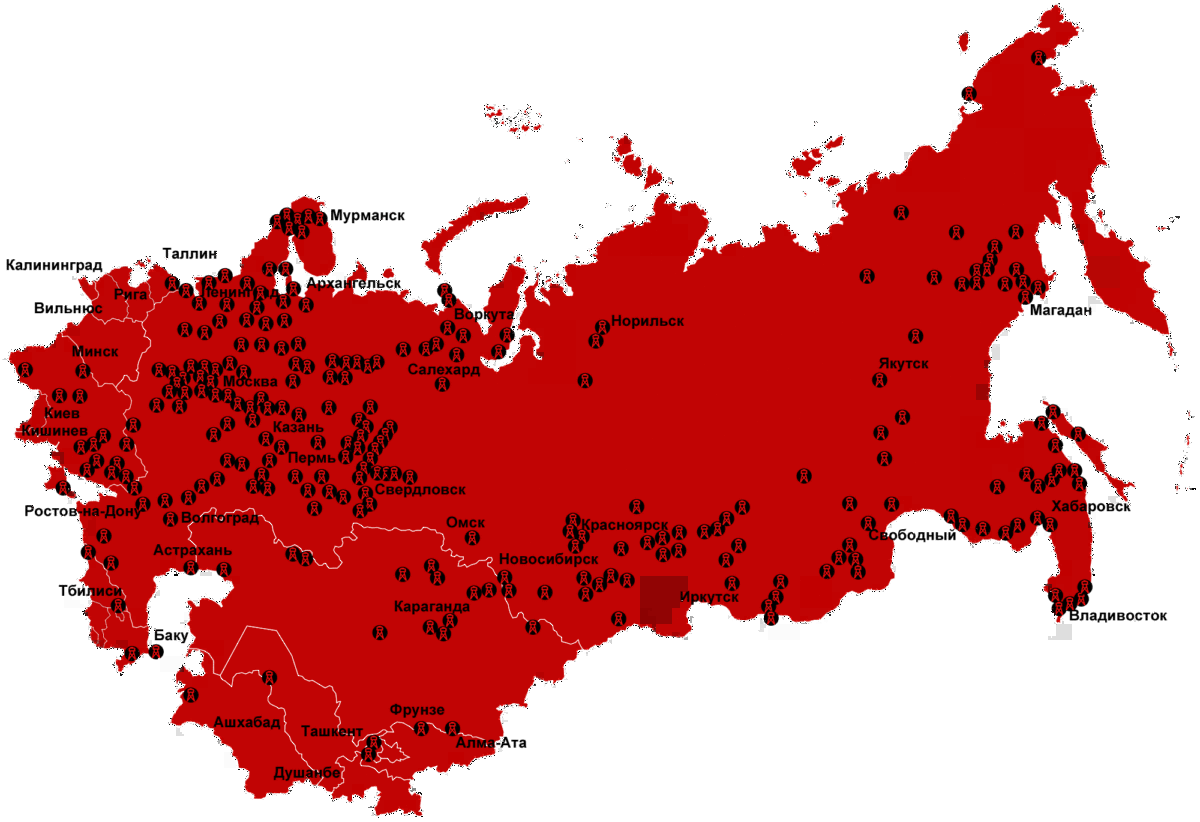 Мурманск
Таллин
Калининград
Архангельск
Рига
Ленинград
Вильнюс
Воркута
Норильск
Магадан
Минск
Салехард
Якутск
Москва
Киев
Казань
Кишинев
Пермь
Свердловск
Ростов-на-Дону
Волгоград
Хабаровск
Омск
Красноярск
Свободный
Астрахань
Новосибирск
Тбилиси
Караганда
Иркутск
Владивосток
Баку
Фрунзе
Ашхабад
Ташкент
Алма-Ата
Душанбе